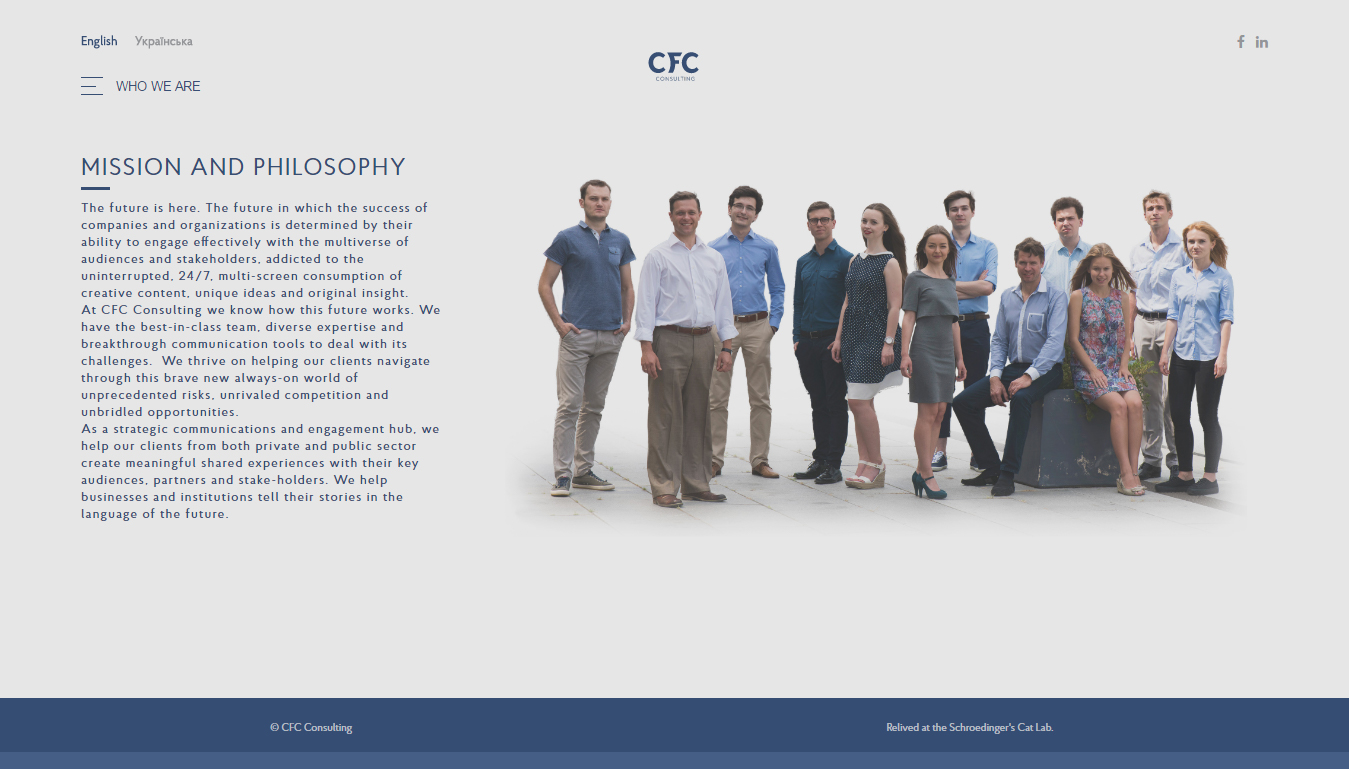 English Українська
CFC
CONSULTING
WHO WE ARE
MISSION AND PHILOSOPHY
The future is here. The future in which the success of
companies and organizations is determined by their
ability to engage effectively with the multiverse of
audiences and stakeholders, addicted to the
uninterrupted, 24/7, multi-screen consumption of
creative content, unique ideas and original insight.
At CFC Consulting we know how this future works. We
have the best-in-class team, diverse expertise and
breakthrough communication tools to deal with its
challenges.  We thrive on helping our clients navigate
through this brave new always-on world of
unprecedented risks, unrivaled competition and
unbridled opportunities.
As a strategic communications and engagement hub, we
help our clients from both private and public sector
create meaningful shared experiences with their key
audiences, partners and stake-holders. We help
businesses and institutions tell their stories in the
language of the future.
© CFC Consulting
Relived at the Schroedinger's Cat Lab.